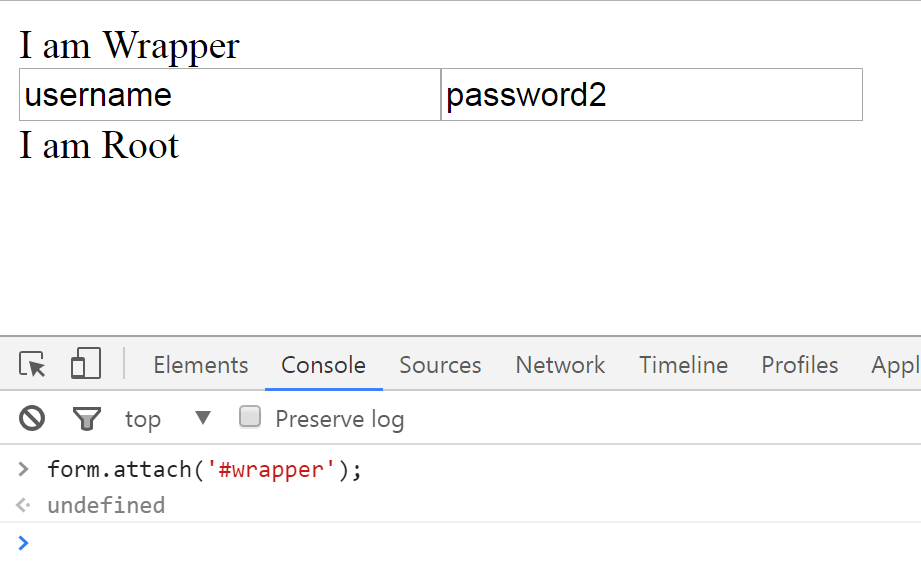 I am Wrapper
username password2
I am Root
Elements Console Sources Network Timeline Profiles Appl
top Preserve log
form.attach('#wrapper');
undefined